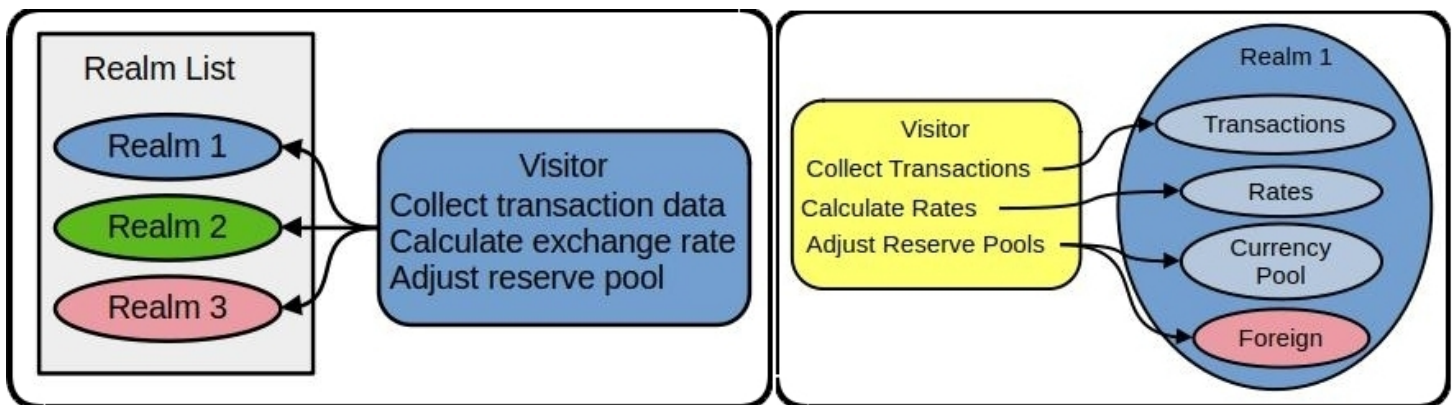 Realm List
Realm 1
Realm 2
Realm 3
Visitor
Collect transaction data
Calculate exchange rate
Adjust reserve pool
Visitor
Collect Transactions
Calculate Rates
Adjust Reserve Pools
Realm 1
Transactions
Rates
Currency
Pool
Foreign